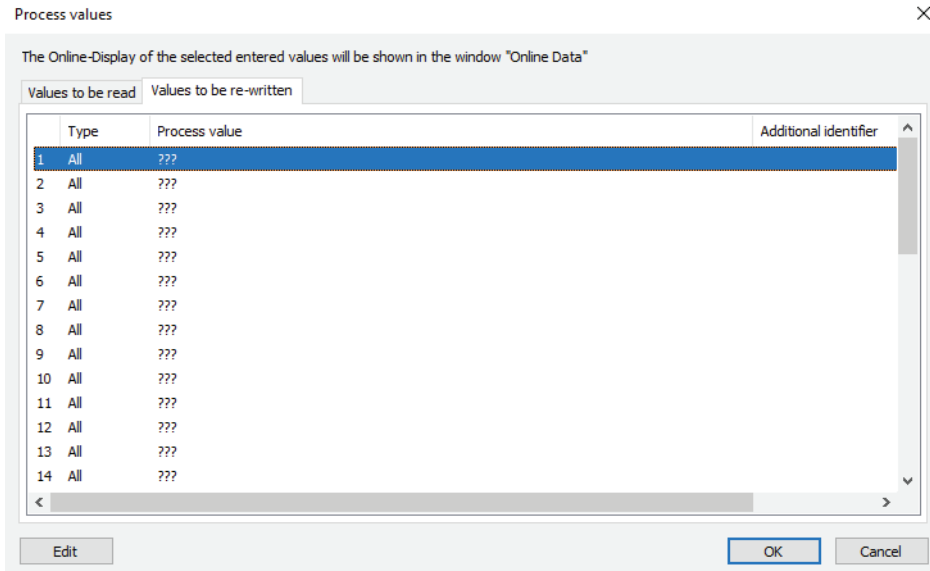 Process values
The Online-Display of the selected entered values will be shown in the window "Online Data"
Values to be read Values to be re-written
Type Process value Additional identifier
1 All ???
2 All ???
3 All ???
4 All ???
5 All ???
6 All ???
7 All ???
8 All ???
9 All ???
10 All ???
11 All ???
12 All ???
13 All ???
14 All ???
Edit OK Cancel